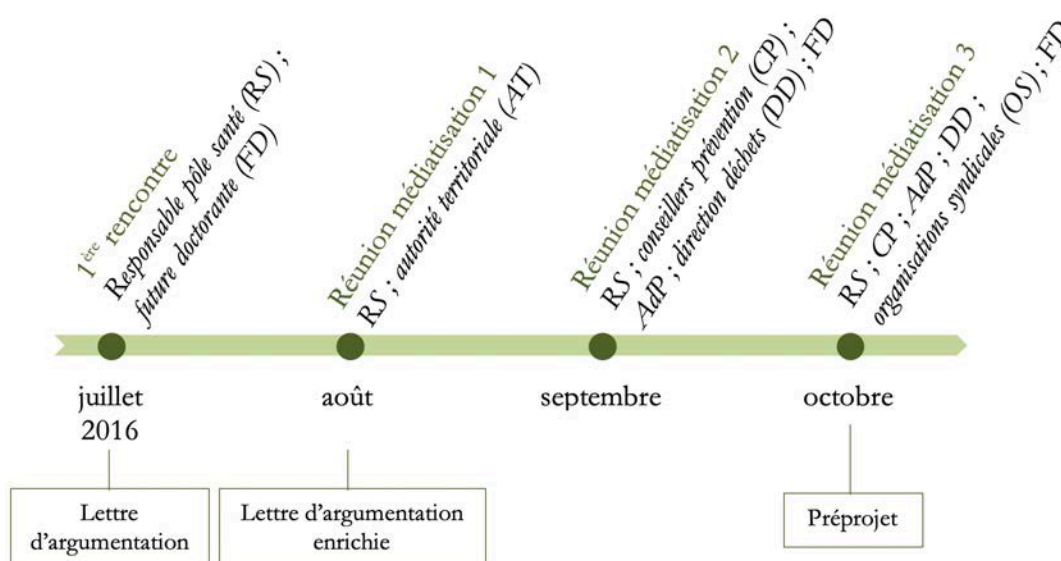 1ère rencontre
Responsable pôle santé (RS) ;
future doctorante (FD)
Réunion médiatisation 1
RS ; autorité territoriale (AT)
Réunion médiatisation 2
RS ; conseillers prévention (CP) ;
AdP ; direction déchets (DD) ; FD
Réunion médiatisation 3
RS ; CP ; AdP ; DD ;
organisations syndicales (OS) ; FD
juillet
2016
août
septembre
octobre
Lettre
d'argumentation
Lettre d'argumentation
enrichie
Préprojet